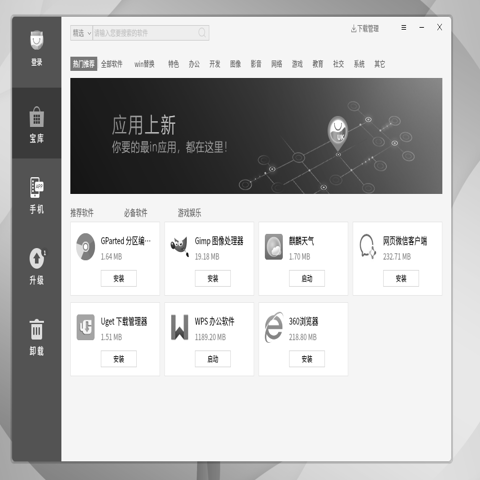 精选 请输入您要搜索的软件
下载管理
登录
热门推荐 全部软件 win替换 特色 办公 开发 图像 影音 网络 游戏 教育 社交 系统 其它
应用上新
你要的最in应用，都在这里！
UK
宝库
手机
升级
1
卸载
推荐软件 必备软件 游戏娱乐
GParted 分区编…
1.64 MB
安装
Gimp 图像处理器
19.18 MB
安装
麒麟天气
1.70 MB
启动
网页微信客户端
232.71 MB
安装
Uget 下载管理器
1.51 MB
安装
WPS 办公软件
1189.20 MB
启动
360浏览器
218.80 MB
安装